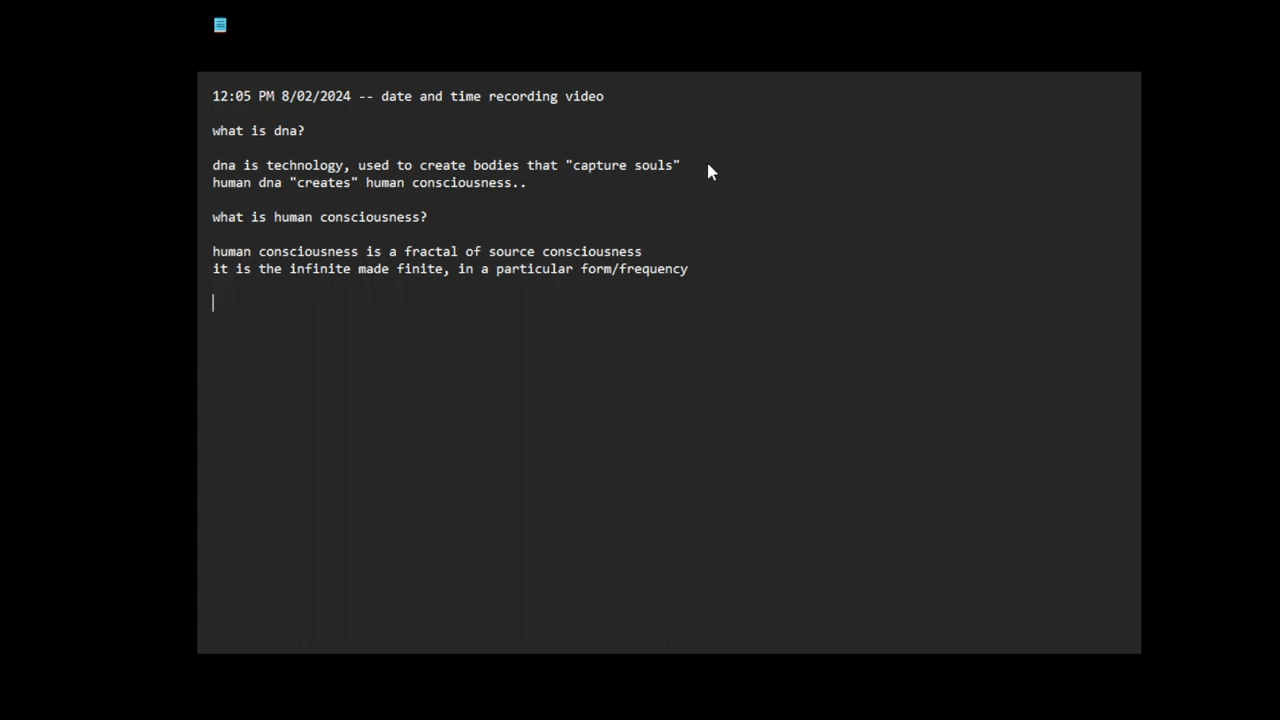 12:05 PM 8/02/2024 -- date and time recording video
what is dna?
dna is technology, used to create bodies that "capture souls"
human dna "creates" human consciousness..
what is human consciousness?
human consciousness is a fractal of source consciousness
it is the infinite made finite, in a particular form/frequency